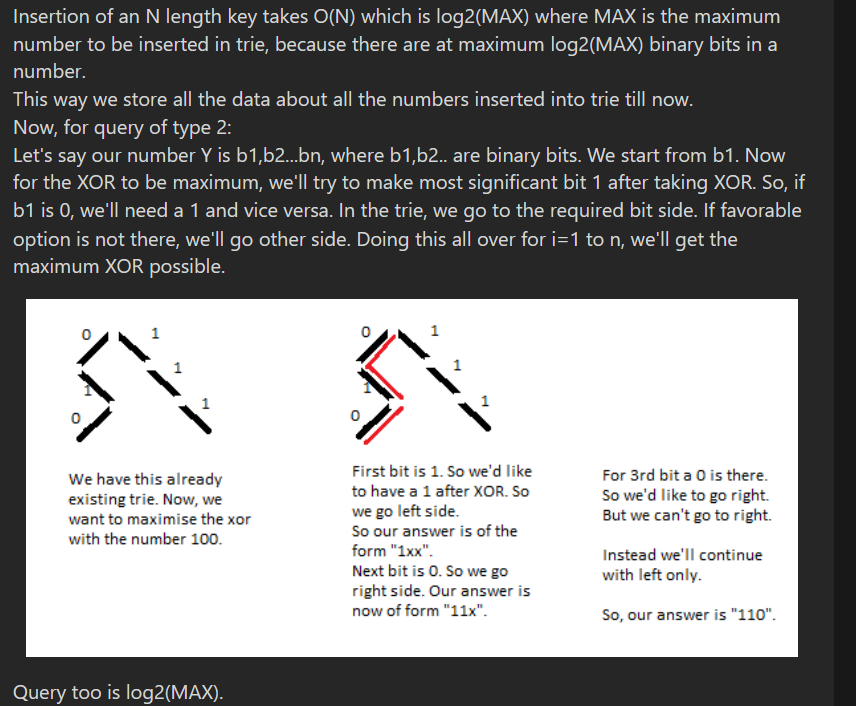 Insertion of an N length key takes O(N) which is log2(MAX) where MAX is the maximum
number to be inserted in trie, because there are at maximum log2(MAX) binary bits in a
number.
This way we store all the data about all the numbers inserted into trie till now.
Now, for query of type 2:
Let's say our number Y is b1,b2...bn, where b1,b2.. are binary bits. We start from b1. Now
for the XOR to be maximum, we'll try to make most significant bit 1 after taking XOR. So, if
b1 is 0, we'll need a 1 and vice versa. In the trie, we go to the required bit side. If favorable
option is not there, we'll go other side. Doing this all over for i=1 to n, we'll get the
maximum XOR possible.
0
1
1
1
1
0
We have this already
existing trie. Now, we
want to maximise the xor
with the number 100.
0
1
1
1
1
0
First bit is 1. So we'd like
to have a 1 after XOR. So
we go left side.
So our answer is of the
form "1xx".
Next bit is 0. So we go
right side. Our answer is
now of form "11x".
For 3rd bit a 0 is there.
So we'd like to go right.
But we can't go to right.
Instead we'll continue
with left only.
So, our answer is "110".
Query too is log2(MAX).